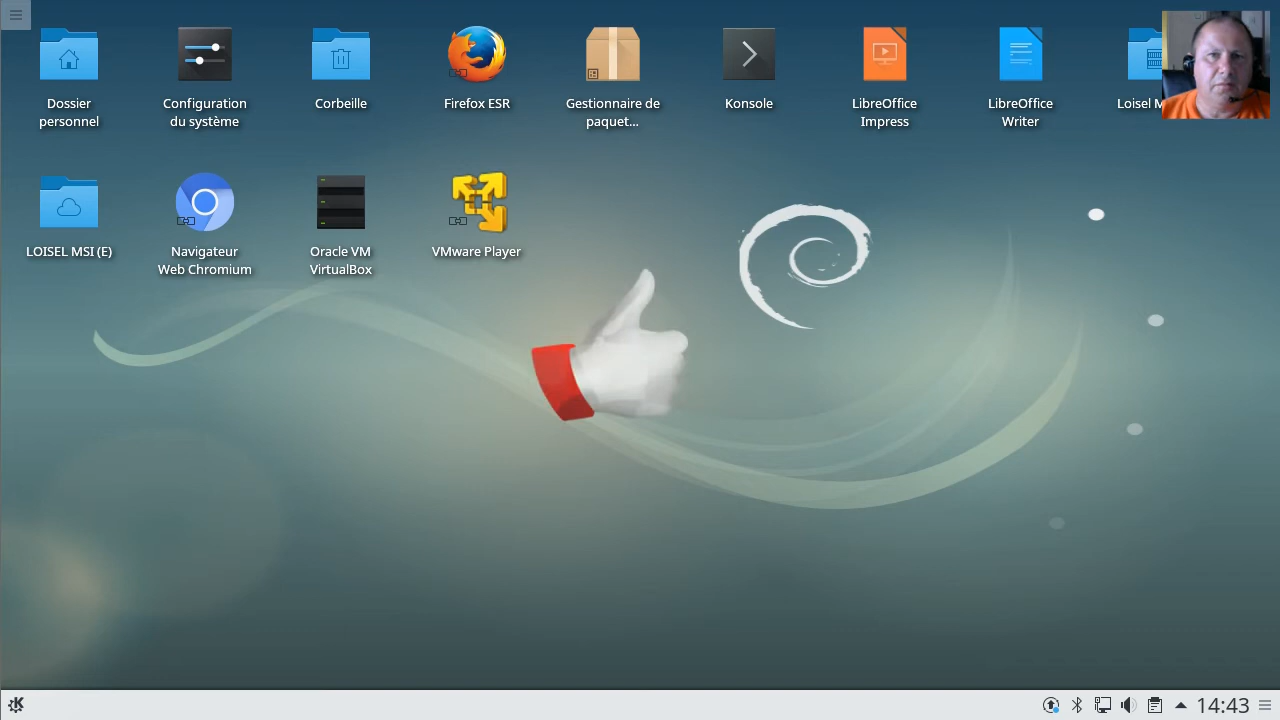 Dossier
personnel
Configuration
du système
Corbeille
Firefox ESR
Gestionnaire de
paquet...
Konsole
LibreOffice
Impress
LibreOffice
Writer
Loisel M
LOISEL MSI (E)
Navigateur
Web Chromium
Oracle VM
VirtualBox
VMware Player
14:43